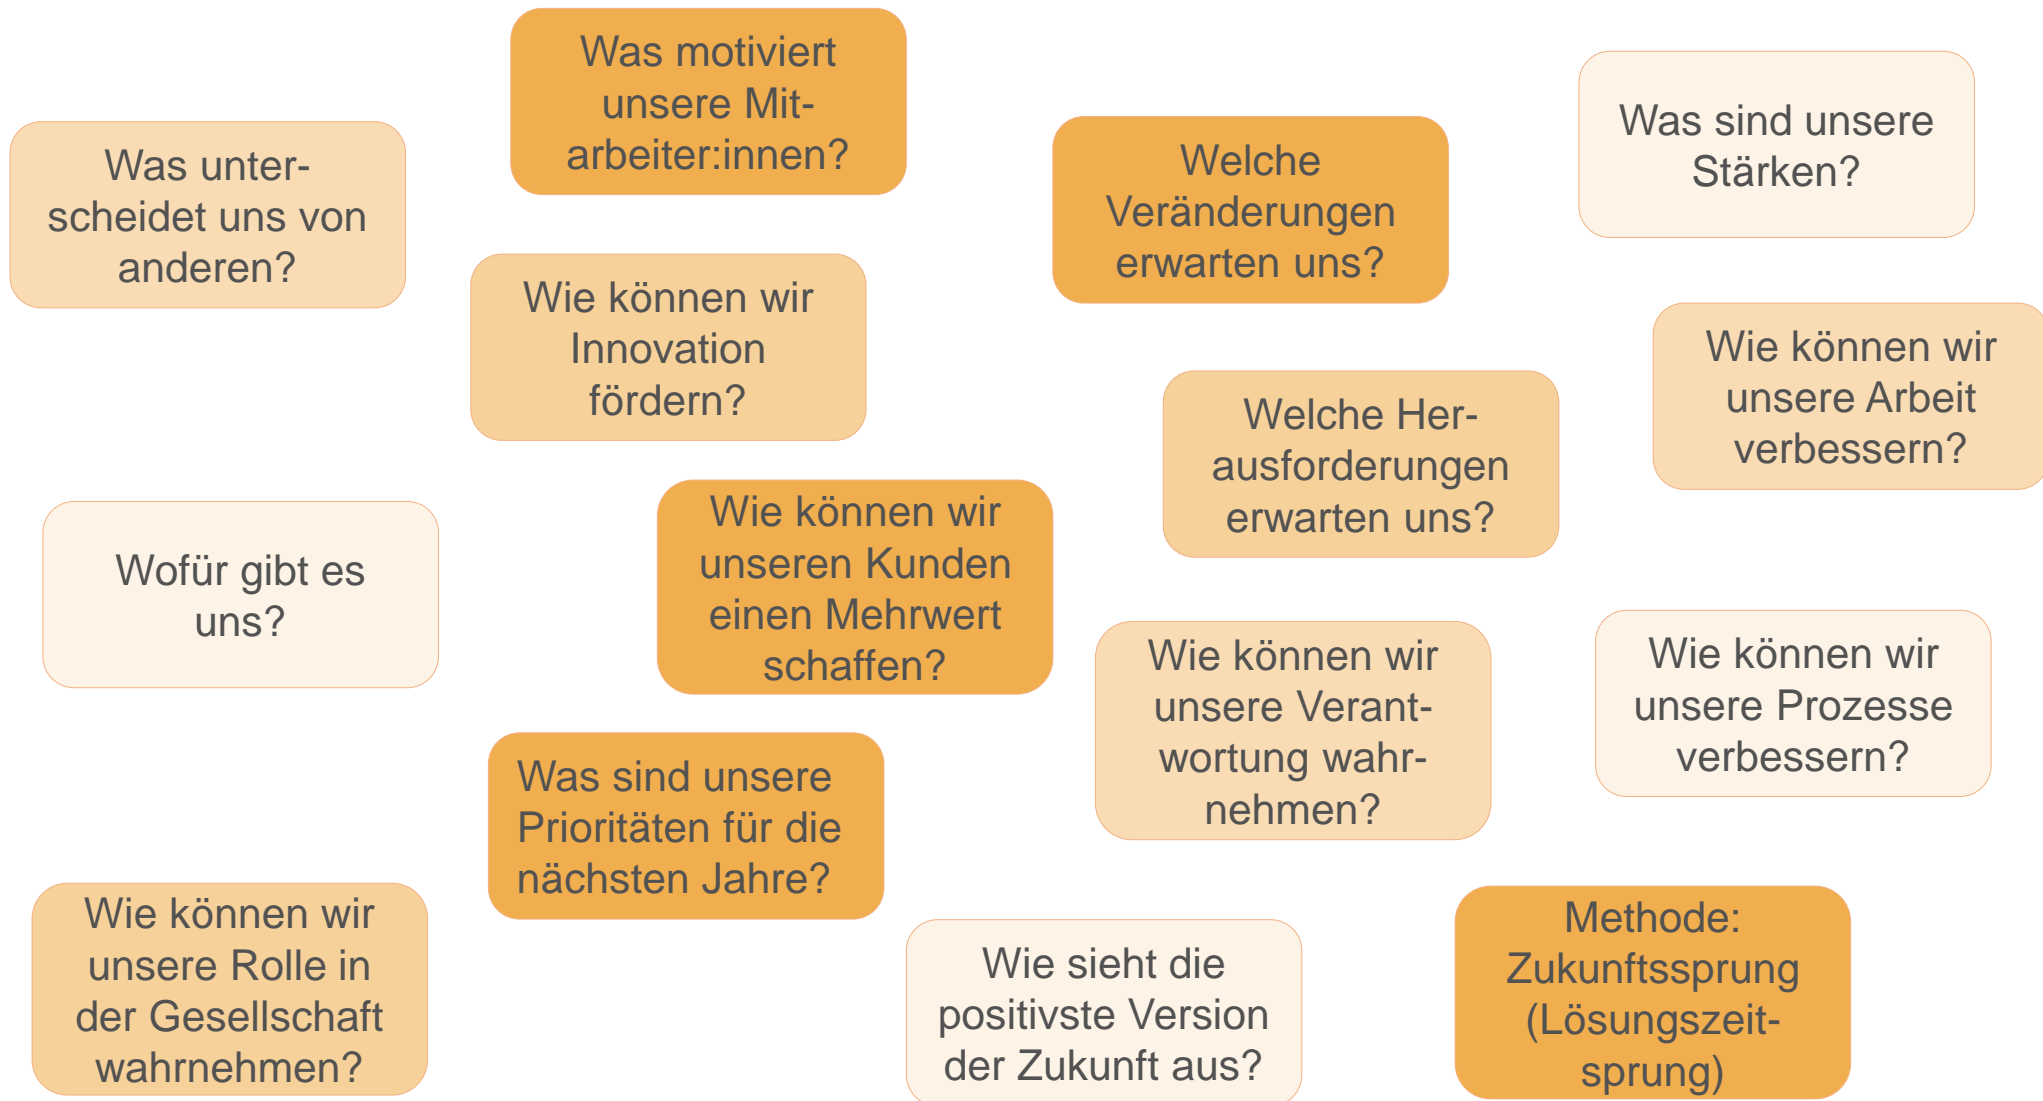 Was motiviert
unsere Mit-
arbeiter:innen?
Was sind unsere
Stärken?
Was unter-
scheidet uns von
anderen?
Welche
Veränderungen
erwarten uns?
Wie können wir
Innovation
fördern?
Wie können wir
unsere Arbeit
verbessern?
Welche Her-
ausforderungen
erwarten uns?
Wofür gibt es
uns?
Wie können wir
unseren Kunden
einen Mehrwert
schaffen?
Wie können wir
unsere Verant-
wortung wahr-
nehmen?
Wie können wir
unsere Prozesse
verbessern?
Was sind unsere
Prioritäten für die
nächsten Jahre?
Wie können wir
unsere Rolle in
der Gesellschaft
wahrnehmen?
Wie sieht die
positivste Version
der Zukunft aus?
Methode:
Zukunftssprung
(Lösungszeit-
sprung)